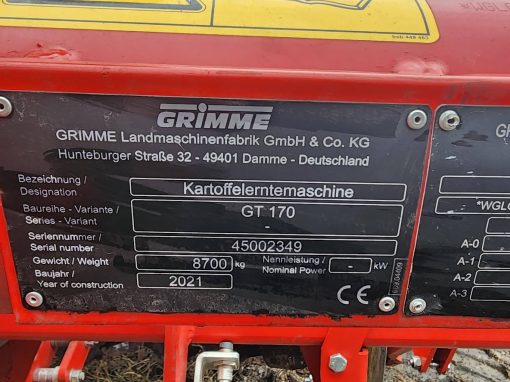 GRIMME
GRIMME Landmaschinenfabrik GmbH & Co. KG
Hunteburger Straße 32 - 49401 Damme - Deutschland
Bezeichnung /
Designation
Kartoffelerntemaschine
Baureihe - Variante /
Series - Variant
GT 170
-
Seriennummer /
Serial number
45002349
Gewicht / Weight
8700 kg
Nennleistung /
Nominal Power
- kW
Baujahr /
Year of construction
2021
CE
*WGL
A-0
A-1
A-2
A-3